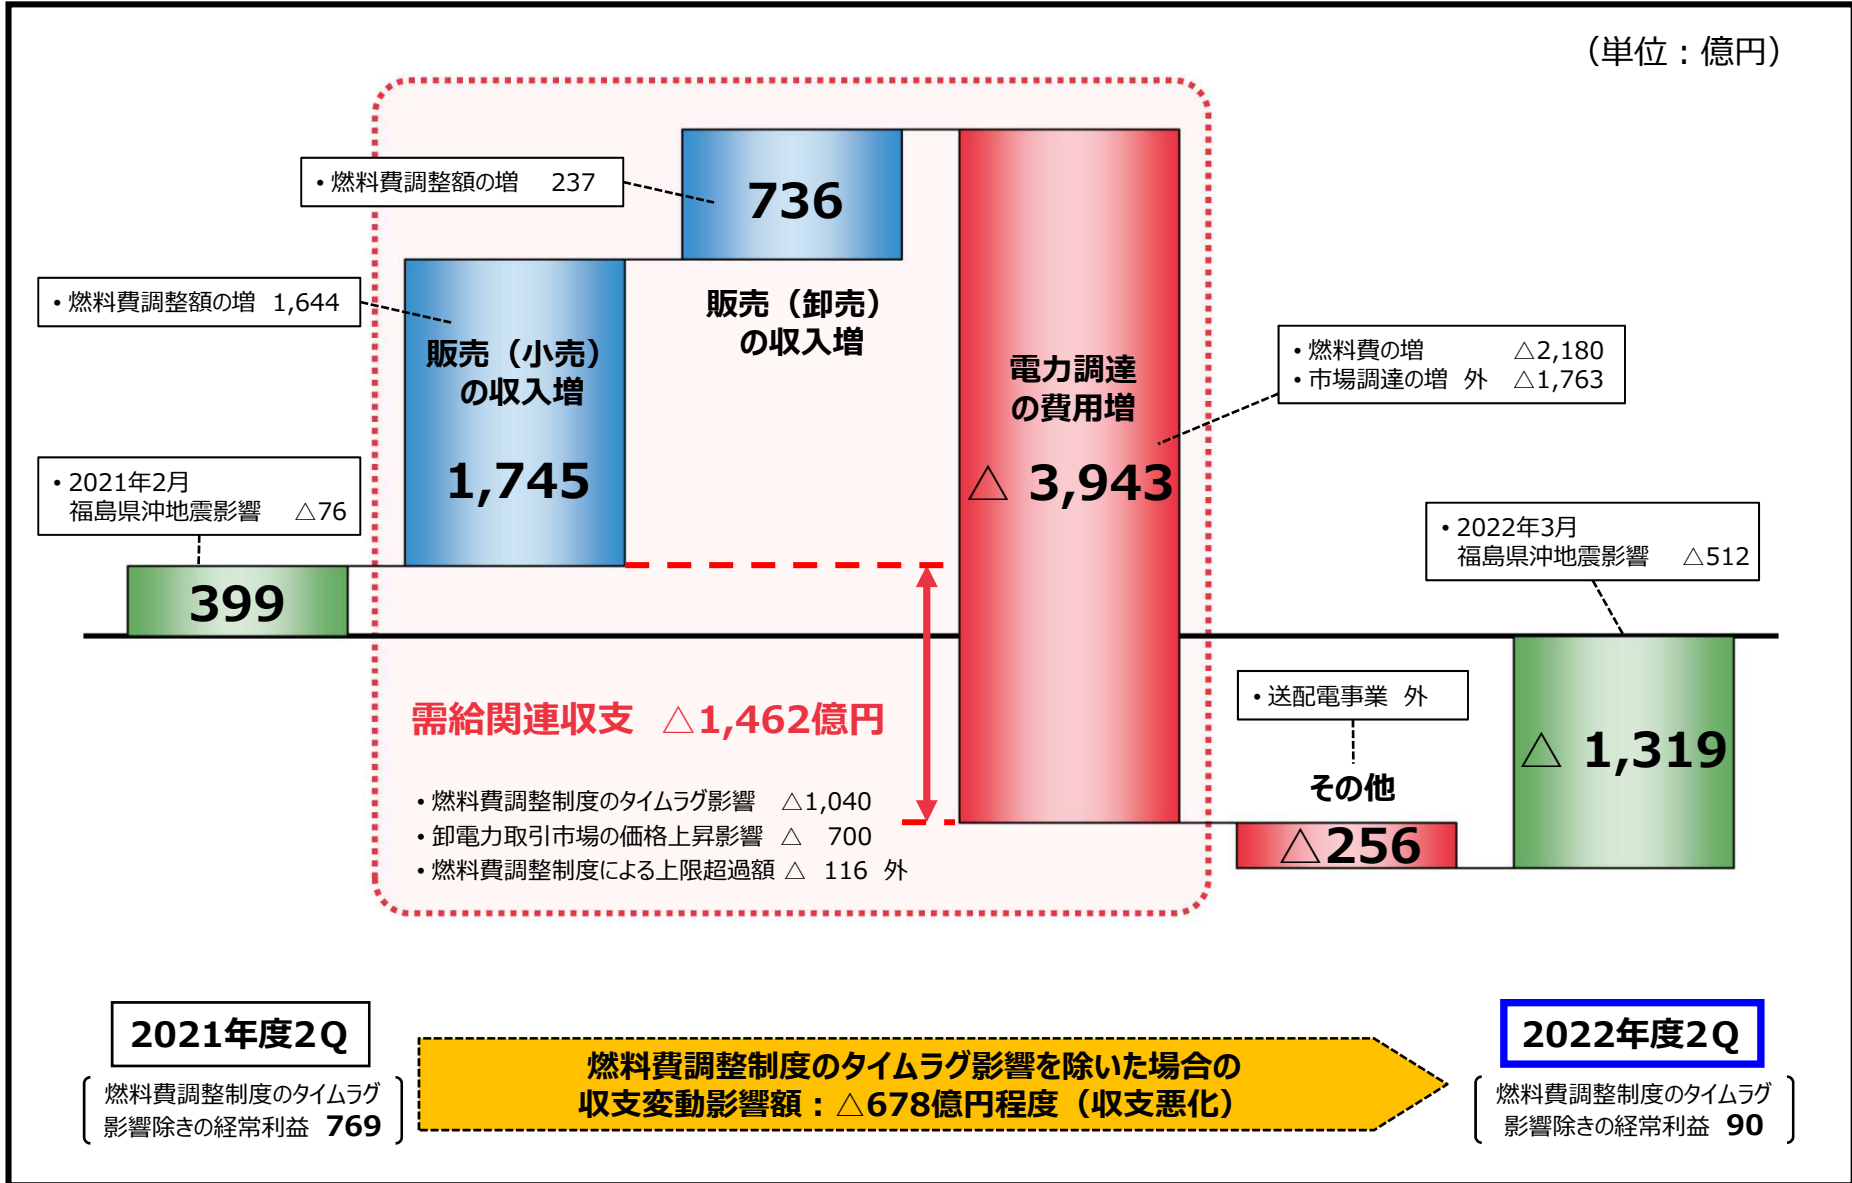 （単位：億円）
• 燃料費調整額の増 237
736
販売（卸売）
の収入増
• 燃料費調整額の増 1,644
販売（小売）
の収入増
1,745
電力調達
の費用増
△ 3,943
• 燃料費の増 △2,180
• 市場調達の増 外 △1,763
• 2021年2月
福島県沖地震影響 △76
399
• 2022年3月
福島県沖地震影響 △512
需給関連収支 △1,462億円
• 燃料費調整制度のタイムラグ影響 △1,040
• 卸電力取引市場の価格上昇影響 △ 700
• 燃料費調整制度による上限超過額 △ 116 外
• 送配電事業 外
その他
△256
△ 1,319
2021年度2Q
燃料費調整制度のタイムラグ
影響除きの経常利益 769
燃料費調整制度のタイムラグ影響を除いた場合の
収支変動影響額：△678億円程度（収支悪化）
2022年度2Q
燃料費調整制度のタイムラグ
影響除きの経常利益 90